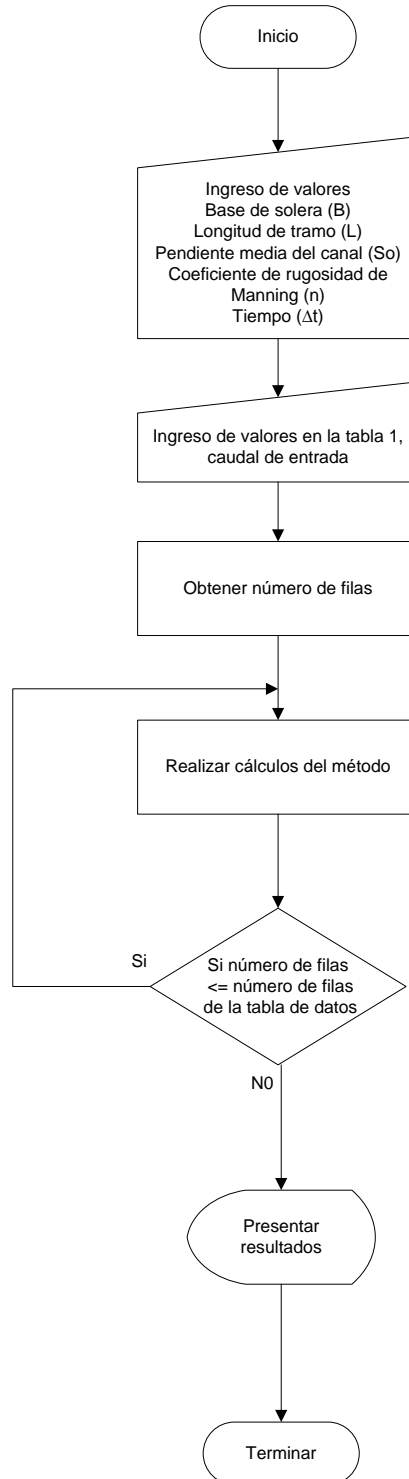 Inicio
Ingreso de valores
Base de solera (B)
Longitud de tramo (L)
Pendiente media del canal (So)
Coeficiente de rugosidad de
Manning (n)
Tiempo (Δt)
Ingreso de valores en la tabla 1,
caudal de entrada
Obtener número de filas
Realizar cálculos del método
Si
Si número de filas
<= número de filas
de la tabla de datos
N0
Presentar
resultados
Terminar